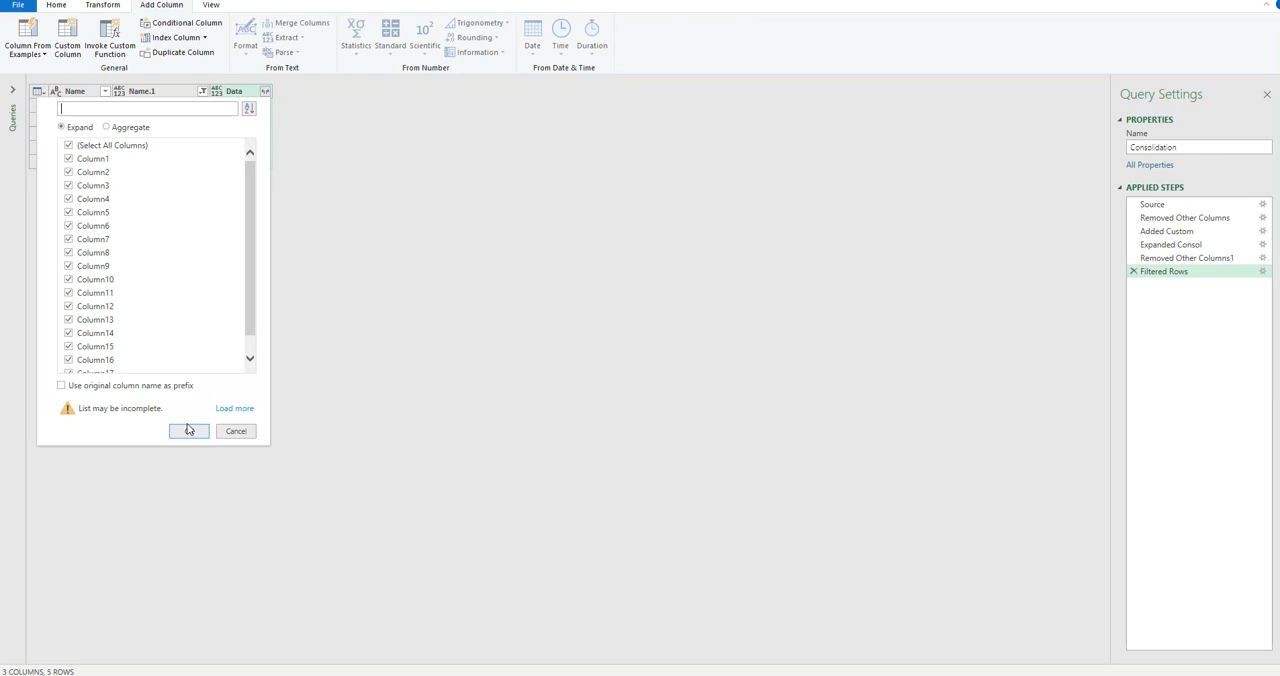 File Home Transform Add Column View
Column From Examples
Custom Column
Invoke Custom Function
Conditional Column
Index Column
Duplicate Column
General
Format
Merge Columns
Extract
Parse
From Text
Statistics
Standard
Scientific
Trigonometry
Rounding
Information
From Number
Date
Time
Duration
From Date & Time
Queries
Name Name.1 Data
Expand Aggregate
(Select All Columns)
Column1
Column2
Column3
Column4
Column5
Column6
Column7
Column8
Column9
Column10
Column11
Column12
Column13
Column14
Column15
Column16
Column17
Use original column name as prefix
List may be incomplete. Load more
Cancel
Query Settings
PROPERTIES
Name
Consolidation
All Properties
APPLIED STEPS
Source
Removed Other Columns
Added Custom
Expanded Consol
Removed Other Columns1
Filtered Rows
3 COLUMNS, 5 ROWS